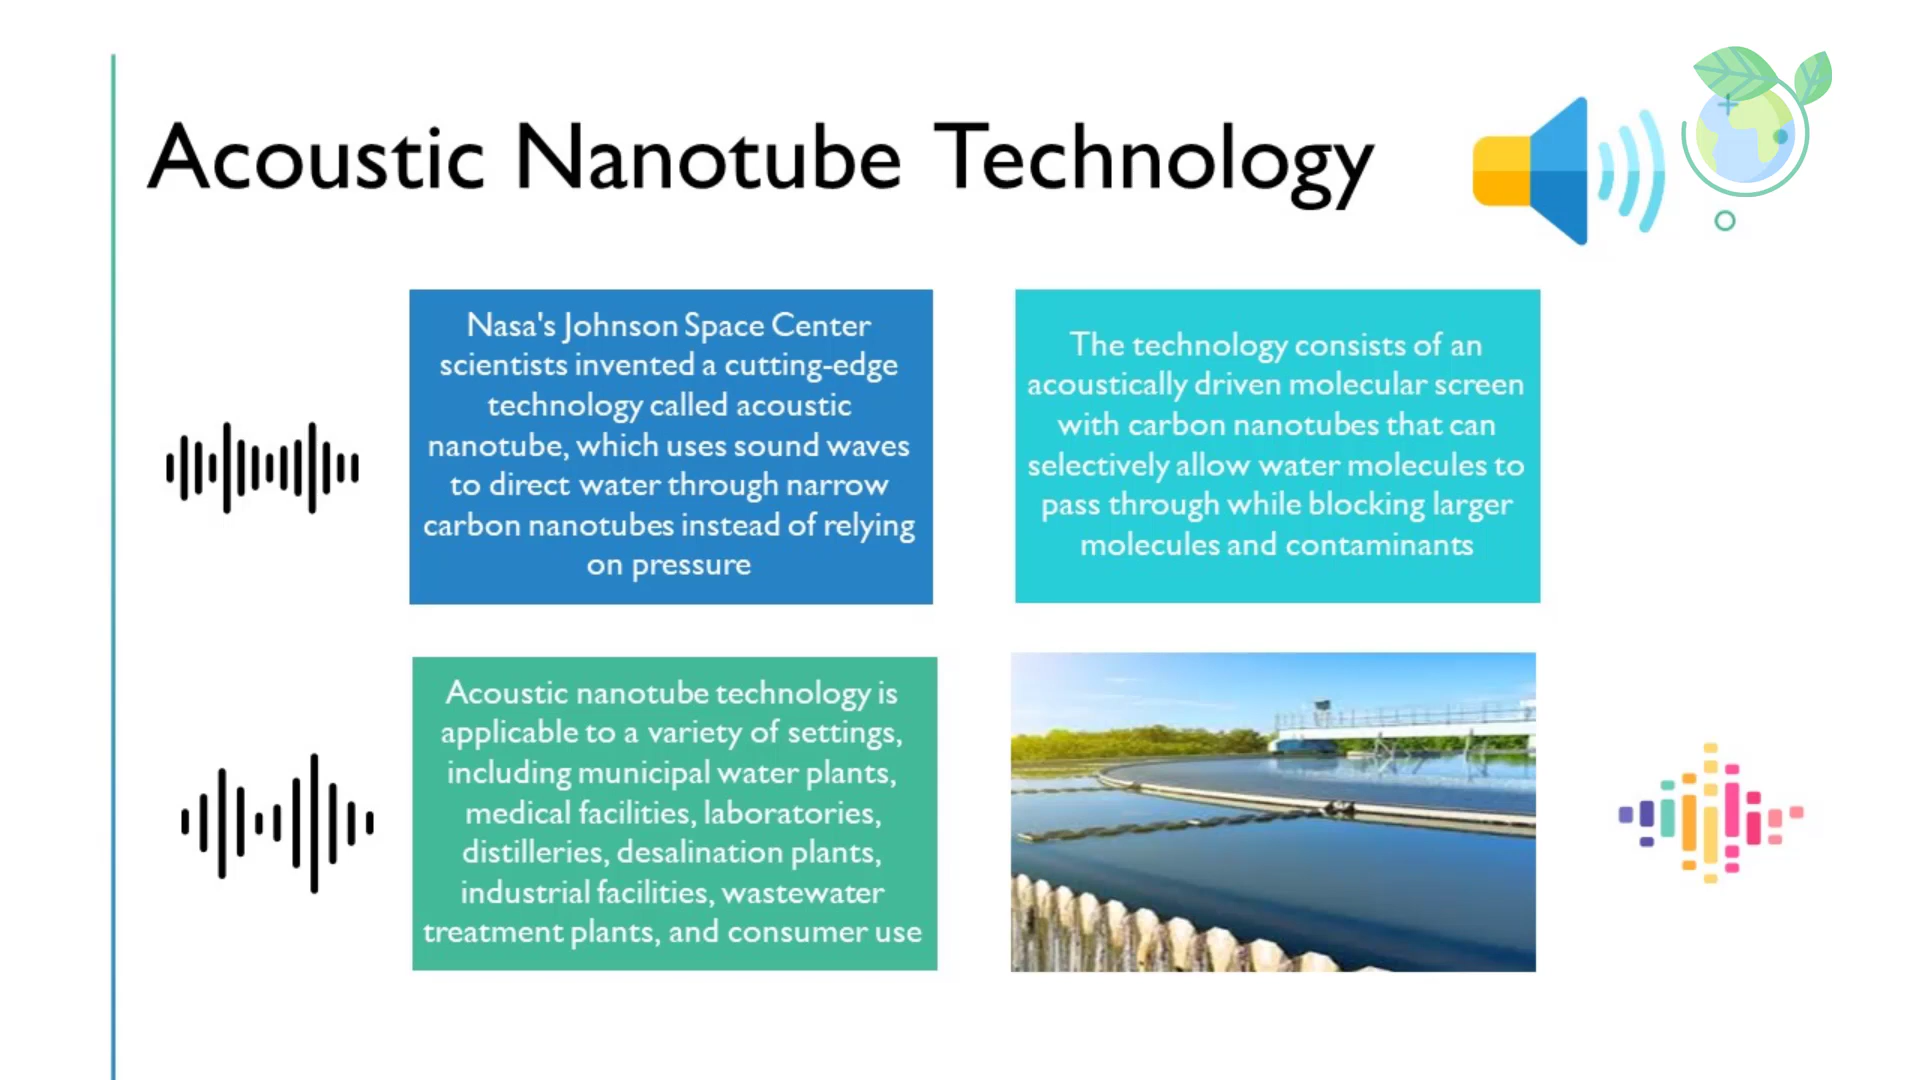 Acoustic Nanotube Technology
Nasa's Johnson Space Center
scientists invented a cutting-edge
technology called acoustic
nanotube, which uses sound waves
to direct water through narrow
carbon nanotubes instead of relying
on pressure
The technology consists of an
acoustically driven molecular screen
with carbon nanotubes that can
selectively allow water molecules to
pass through while blocking larger
molecules and contaminants
Acoustic nanotube technology is
applicable to a variety of settings,
including municipal water plants,
medical facilities, laboratories,
distilleries, desalination plants,
industrial facilities, wastewater
treatment plants, and consumer use